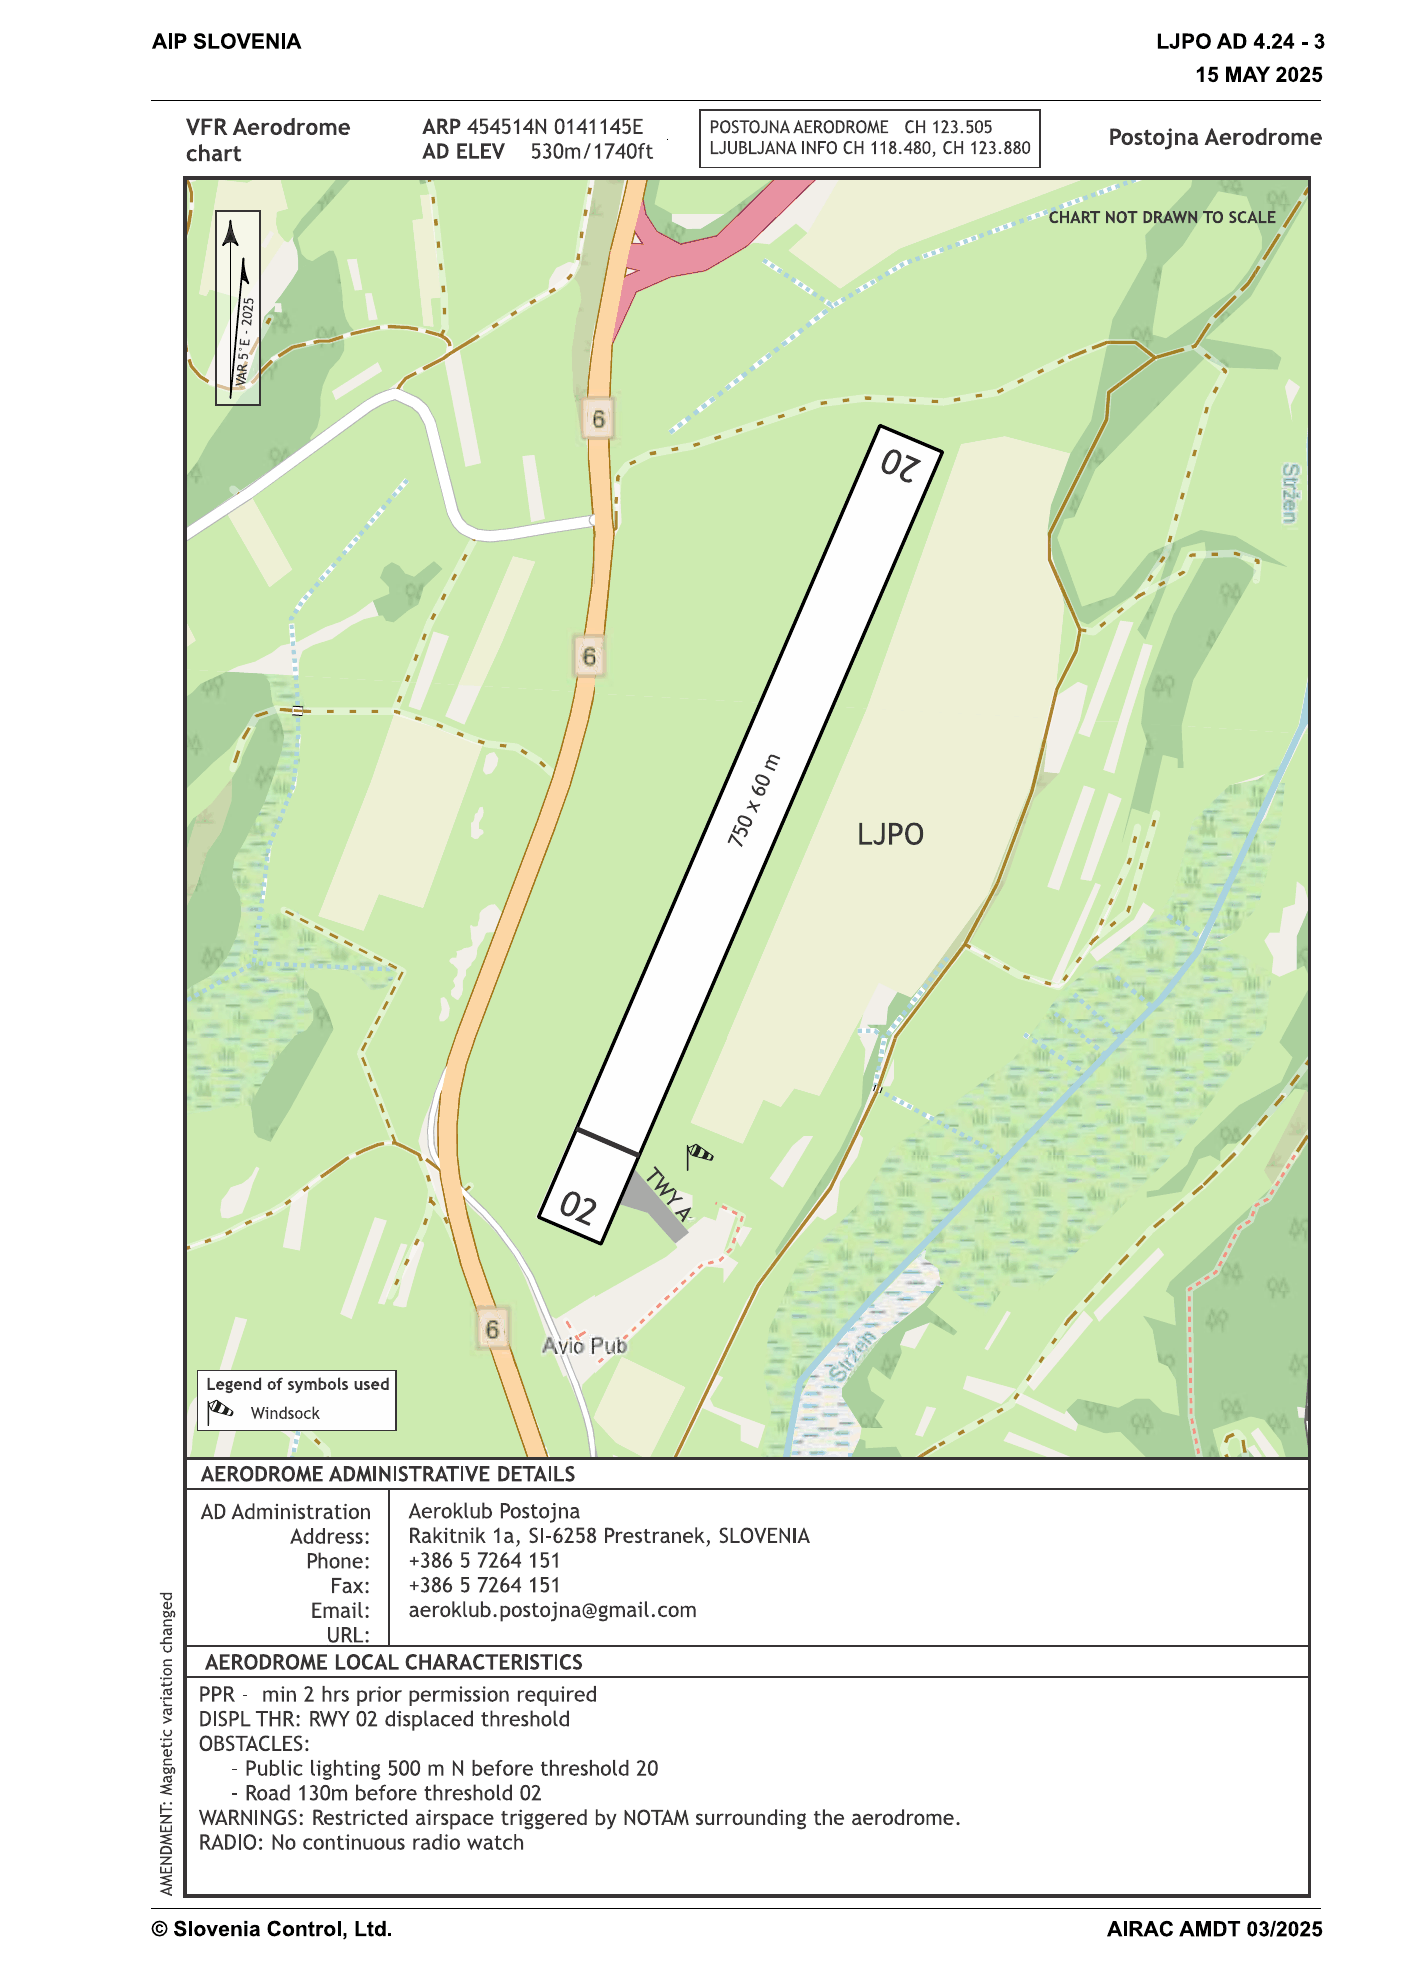 AIP SLOVENIA
LJPO AD 4.24 - 3
15 MAY 2025
VFR Aerodrome
chart
ARP 454514N 0141145E
AD ELEV 530m/1740ft
POSTOJNA AERODROME CH 123.505
LJUBLJANA INFO CH 118.480, CH 123.880
Postojna Aerodrome
CHART NOT DRAWN TO SCALE
VAR 5°E - 2025
6
20
Stržen
6
750 x 60 m
LJPO
TWY A
02
6
Avio Pub
Stržen
Legend of symbols used
Windsock
AERODROME ADMINISTRATIVE DETAILS
AD Administration Aeroklub Postojna
Address: Rakitnik 1a, SI-6258 Prestranek, SLOVENIA
Phone: +386 5 7264 151
Fax: +386 5 7264 151
Email: aeroklub.postojna@gmail.com
URL:
AERODROME LOCAL CHARACTERISTICS
PPR - min 2 hrs prior permission required
DISPL THR: RWY 02 displaced threshold
OBSTACLES:
- Public lighting 500 m N before threshold 20
- Road 130m before threshold 02
WARNINGS: Restricted airspace triggered by NOTAM surrounding the aerodrome.
RADIO: No continuous radio watch
AMENDMENT: Magnetic variation changed
© Slovenia Control, Ltd.
AIRAC AMDT 03/2025